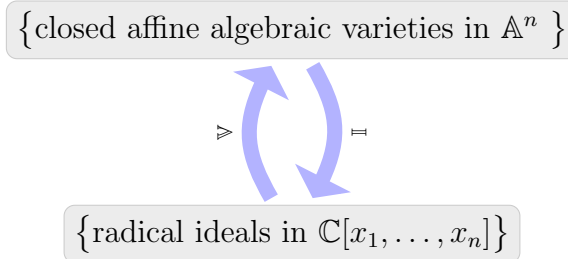 {closed affine algebraic varieties in 𝔸ⁿ }
𝕍 𝕀
{radical ideals in ℂ[x₁, . . . , xₙ]}